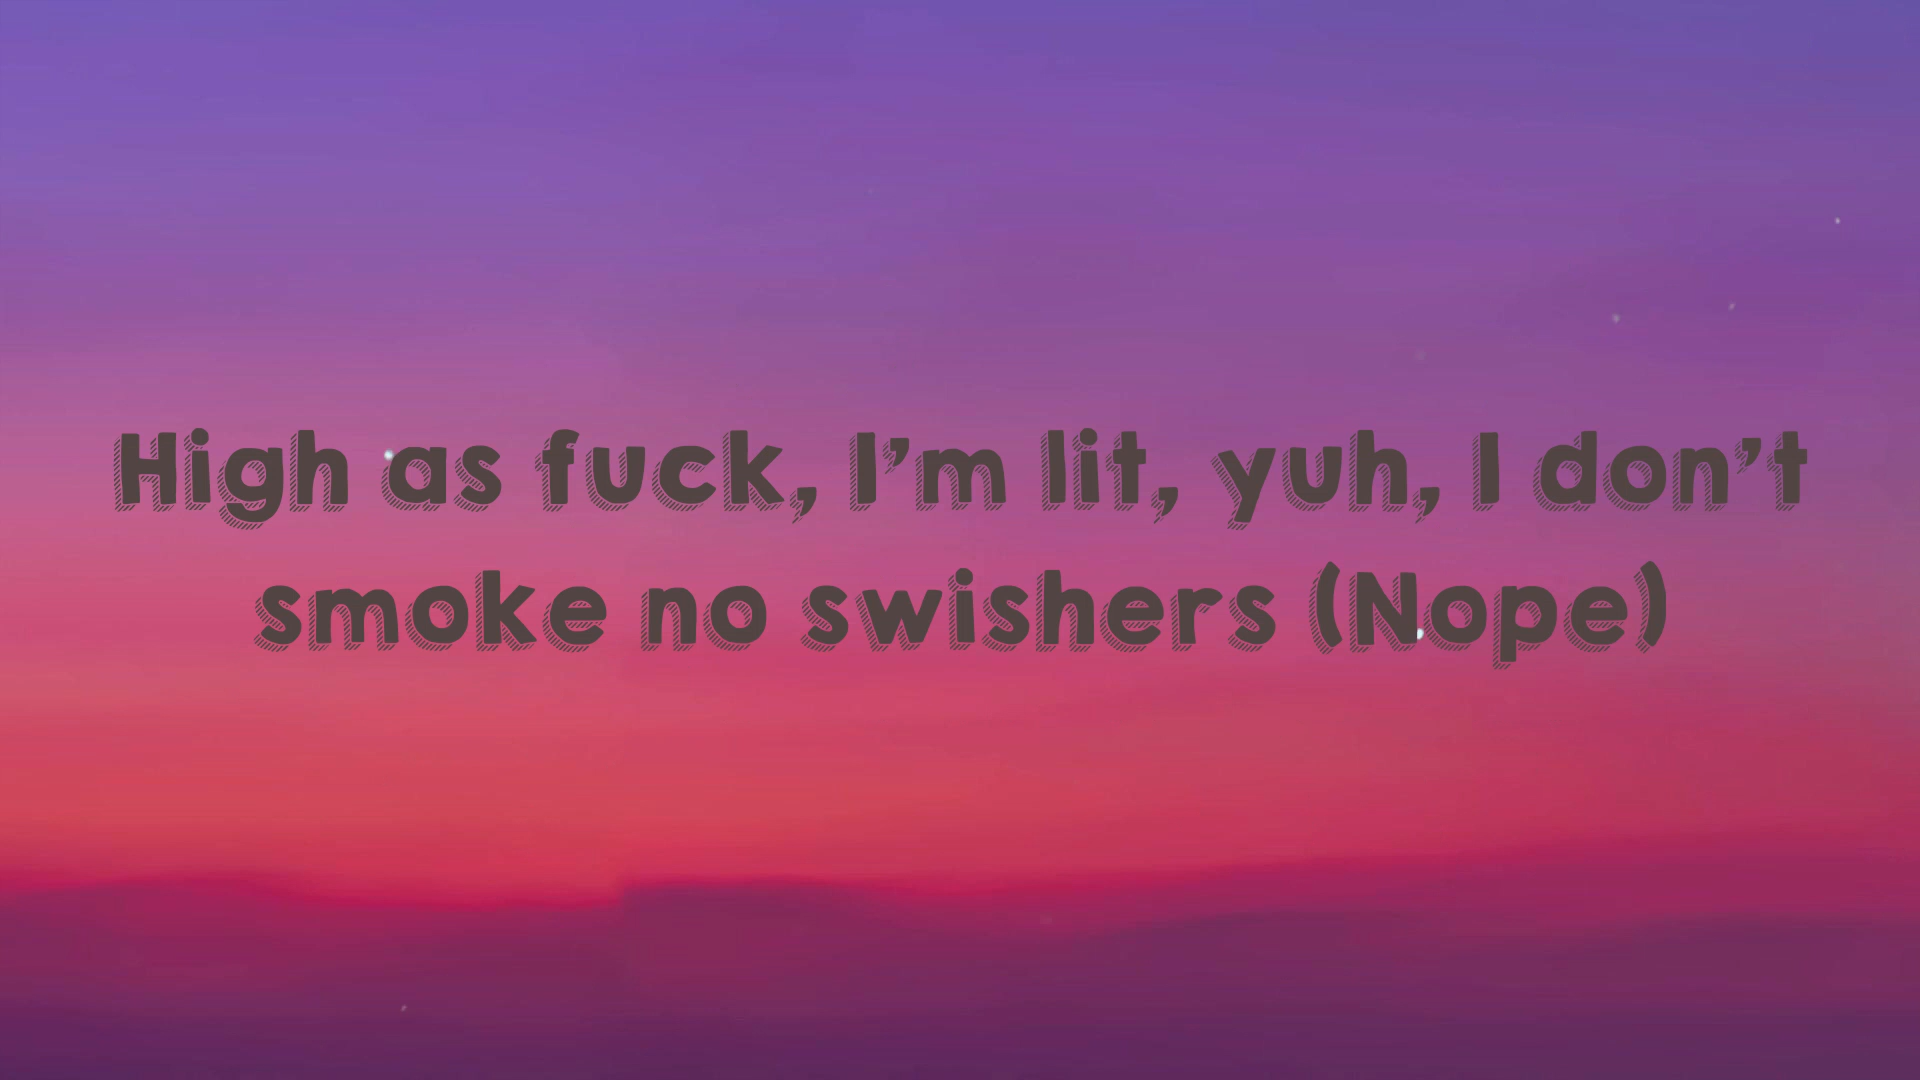 High as fuck, I'm lit, yuh, I don't
smoke no swishers (Nope)